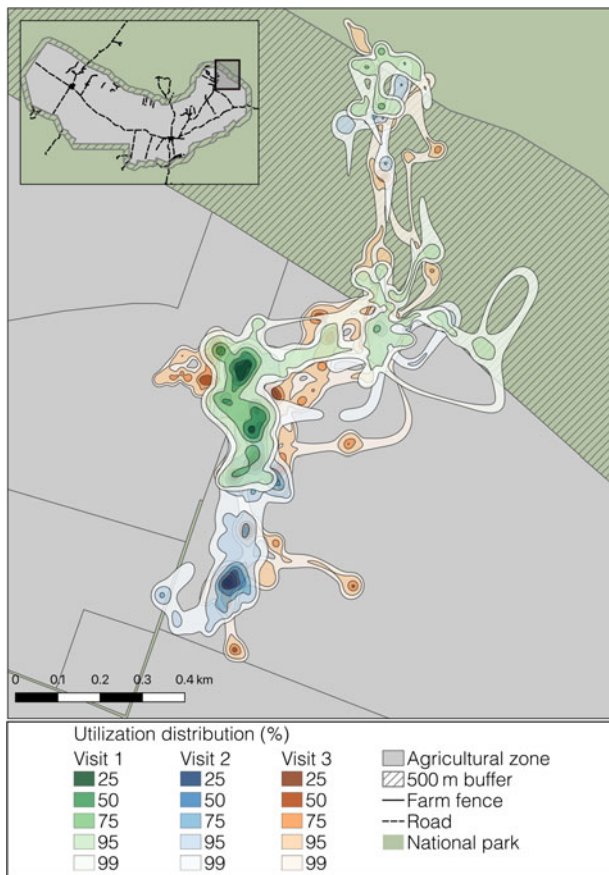 0 0.1 0.2 0.3 0.4 km
Utilization distribution (%)
Visit 1 Visit 2 Visit 3
25 25 25 Agricultural zone
50 50 50 500 m buffer
75 75 75 Farm fence
95 95 95 Road
99 99 99 National park